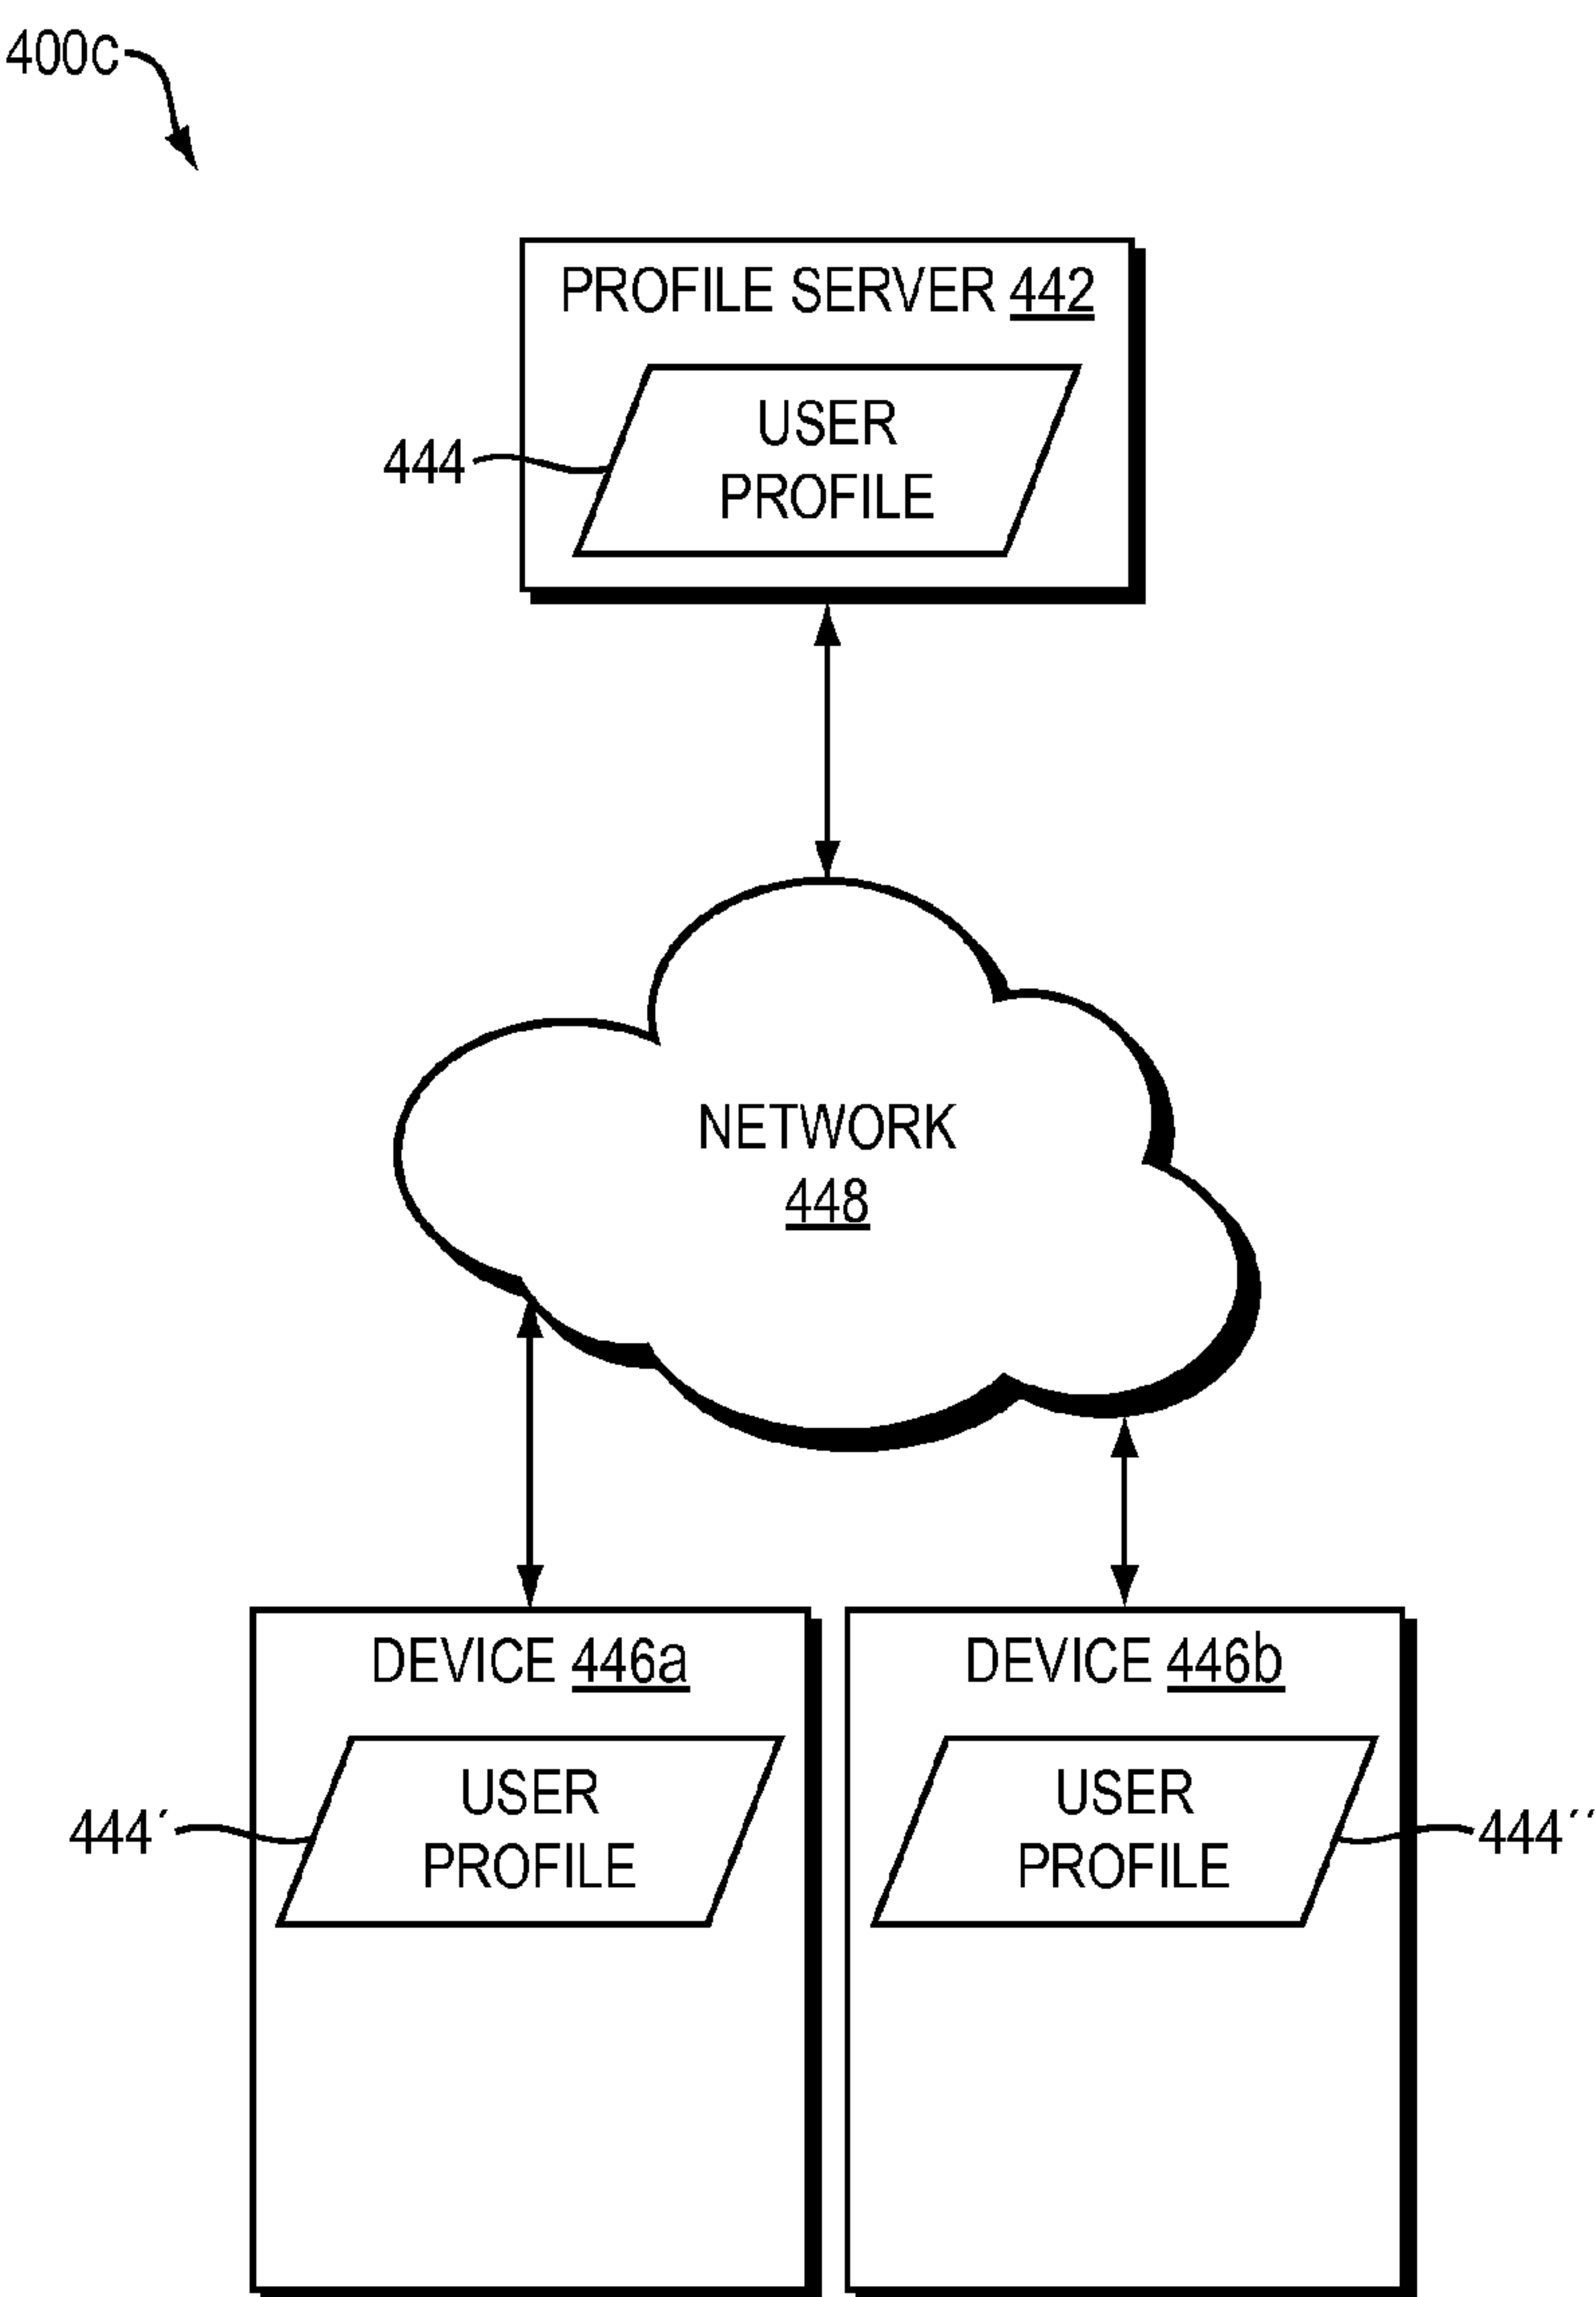 400C
PROFILE SERVER 442
USER
PROFILE
444
NETWORK
448
DEVICE 446a
USER
PROFILE
444´
DEVICE 446b
USER
PROFILE
444´´